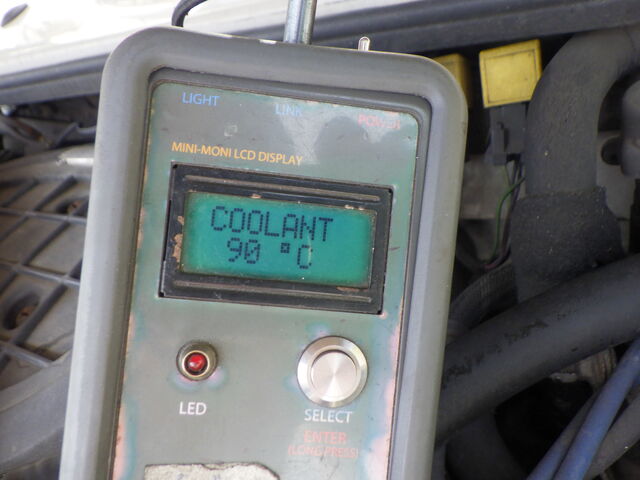 LIGHT LINK POWER
MINI-MONI LCD DISPLAY
COOLANT
90 °C
LED
SELECT
ENTER
(LONG PRESS)